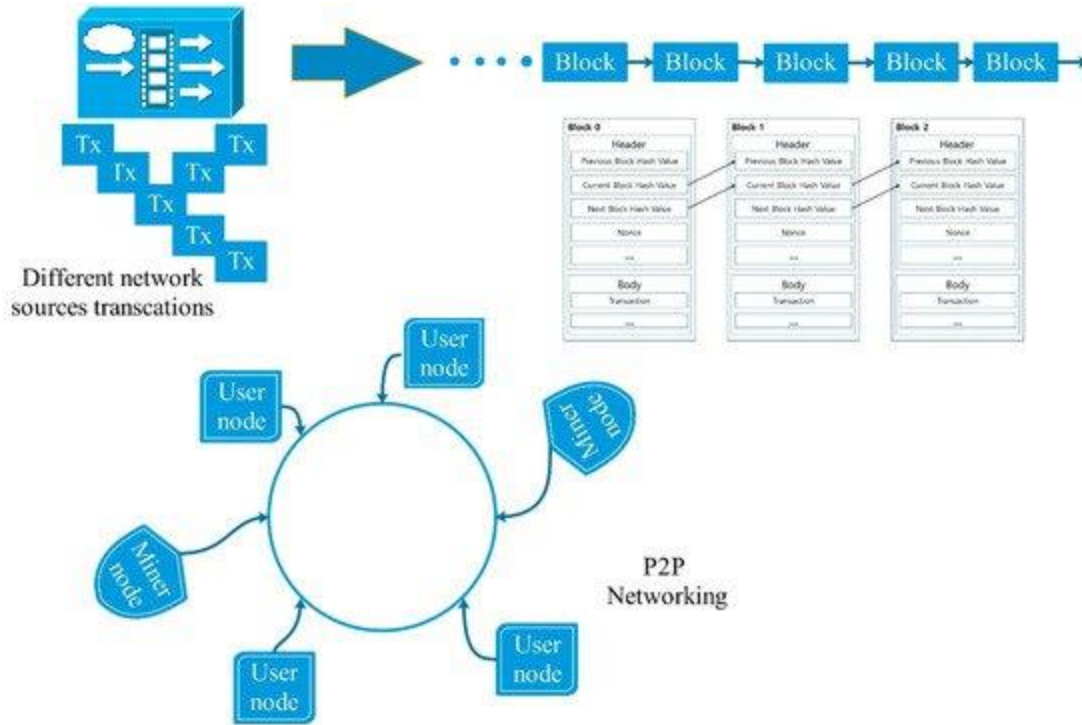 Block Block Block Block Block
Tx
Tx
Tx
Tx
Tx
Tx
Tx
Different network
sources transcations
Block 0
Header
Previous Block Hash Value
Current Block Hash Value
Next Block Hash Value
Nonce
....
Body
Transaction
....
Block 1
Header
Previous Block Hash Value
Current Block Hash Value
Next Block Hash Value
Nonce
....
Body
Transaction
....
Block 2
Header
Previous Block Hash Value
Current Block Hash Value
Next Block Hash Value
Nonce
....
Body
Transaction
....
User
node
User
node
Miner
node
Miner
node
P2P
Networking
User
node
User
node